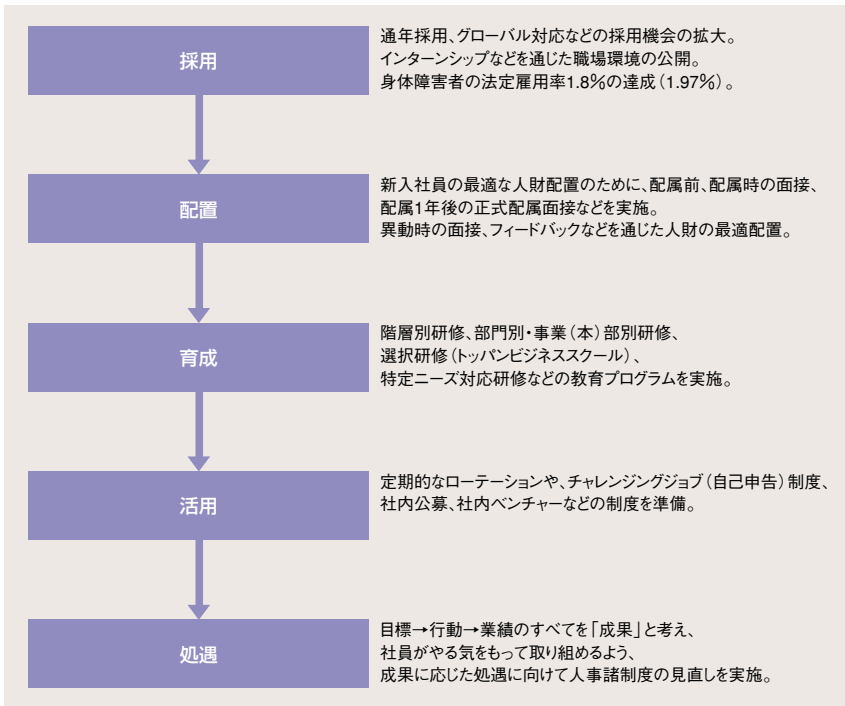 採用
通年採用、グローバル対応などの採用機会の拡大。
インターンシップなどを通じた職場環境の公開。
身体障害者の法定雇用率1.8%の達成(1.97%)。
配置
新入社員の最適な人財配置のために、配属前、配属時の面接、
配属1年後の正式配属面接などを実施。
異動時の面接、フィードバックなどを通じた人財の最適配置。
育成
階層別研修、部門別・事業(本)部別研修、
選択研修(トッパンビジネススクール)、
特定ニーズ対応研修などの教育プログラムを実施。
活用
定期的なローテーションや、チャレンジングジョブ(自己申告)制度、
社内公募、社内ベンチャーなどの制度を準備。
処遇
目標→行動→業績のすべてを「成果」と考え、
社員がやる気をもって取り組めるよう、
成果に応じた処遇に向けて人事諸制度の見直しを実施。